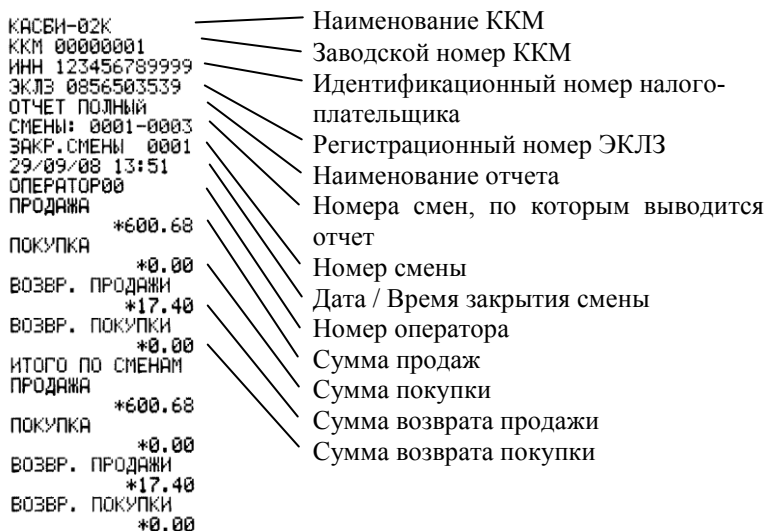 КАСБИ-02К
ККМ 00000001
ИНН 123456789999
ЭКЛЗ 0856503539
ОТЧЕТ ПОЛНЫЙ
СМЕНЫ: 0001-0003
ЗАКР.СМЕНЫ 0001
29/09/08 13:51
ОПЕРАТОР00
ПРОДАЖА
*600.68
ПОКУПКА
*0.00
ВОЗВР. ПРОДАЖИ
*17.40
ВОЗВР. ПОКУПКИ
*0.00
ИТОГО ПО СМЕНАМ
ПРОДАЖА
*600.68
ПОКУПКА
*0.00
ВОЗВР. ПРОДАЖИ
*17.40
ВОЗВР. ПОКУПКИ
*0.00
Наименование ККМ
Заводской номер ККМ
Идентификационный номер налого-
плательщика
Регистрационный номер ЭКЛЗ
Наименование отчета
Номера смен, по которым выводится
отчет
Номер смены
Дата / Время закрытия смены
Номер оператора
Сумма продаж
Сумма покупки
Сумма возврата продажи
Сумма возврата покупки